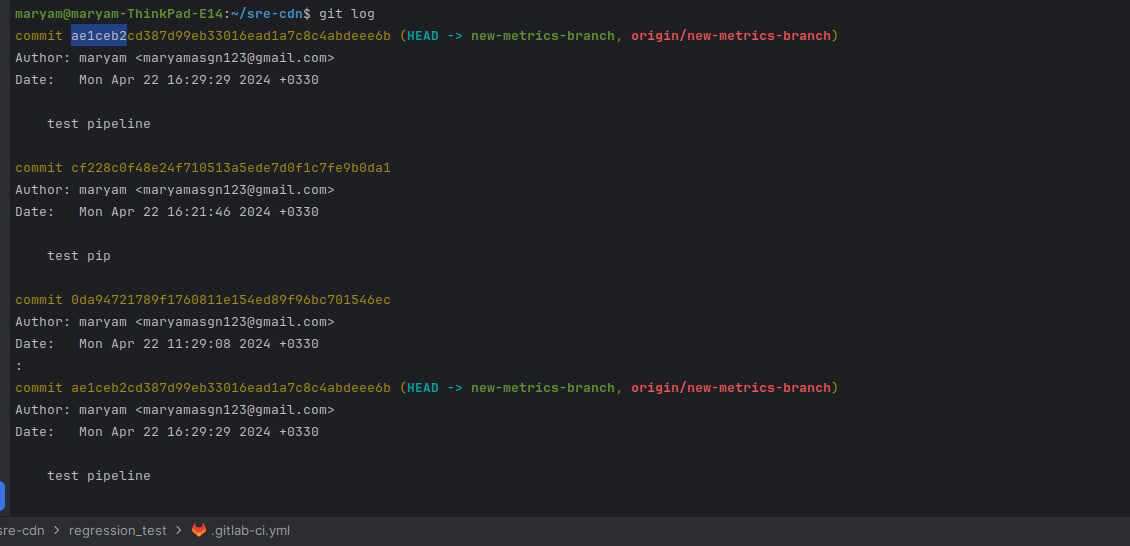 maryam@maryam-ThinkPad-E14:~/sre-cdn$ git log
commit ae1ceb2cd387d99eb33016ead1a7c8c4abdeee6b (HEAD -> new-metrics-branch, origin/new-metrics-branch)
Author: maryam <maryamasgn123@gmail.com>
Date:   Mon Apr 22 16:29:29 2024 +0330
    test pipeline
commit cf228c0f48e24f710513a5ede7d0f1c7fe9b0da1
Author: maryam <maryamasgn123@gmail.com>
Date:   Mon Apr 22 16:21:46 2024 +0330
    test pip
commit 0da94721789f1760811e154ed89f96bc701546ec
Author: maryam <maryamasgn123@gmail.com>
Date:   Mon Apr 22 11:29:08 2024 +0330
:
commit ae1ceb2cd387d99eb33016ead1a7c8c4abdeee6b (HEAD -> new-metrics-branch, origin/new-metrics-branch)
Author: maryam <maryamasgn123@gmail.com>
Date:   Mon Apr 22 16:29:29 2024 +0330
    test pipeline
sre-cdn > regression_test > .gitlab-ci.yml